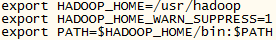 export HADOOP_HOME=/usr/hadoop
export HADOOP_HOME_WARN_SUPPRESS=1
export PATH=$HADOOP_HOME/bin:$PATH